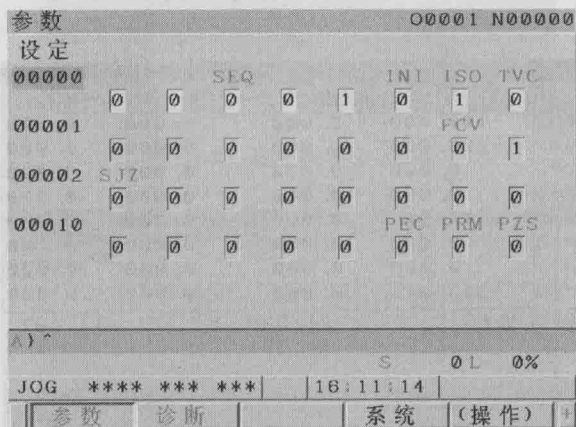 参数 O0001 N00000
设定
00000 SEQ INI ISO TVC
0 0 0 0 1 0 1 0
00001 FCV
0 0 0 0 0 0 0 1
00002 SJZ
0 0 0 0 0 0 0 0
00010 PEC PRM PZS
0 0 0 0 0 0 0 0
A)^
S 0 L 0%
JOG **** *** *** 16:11:14
参数 诊断 系统 (操作) +